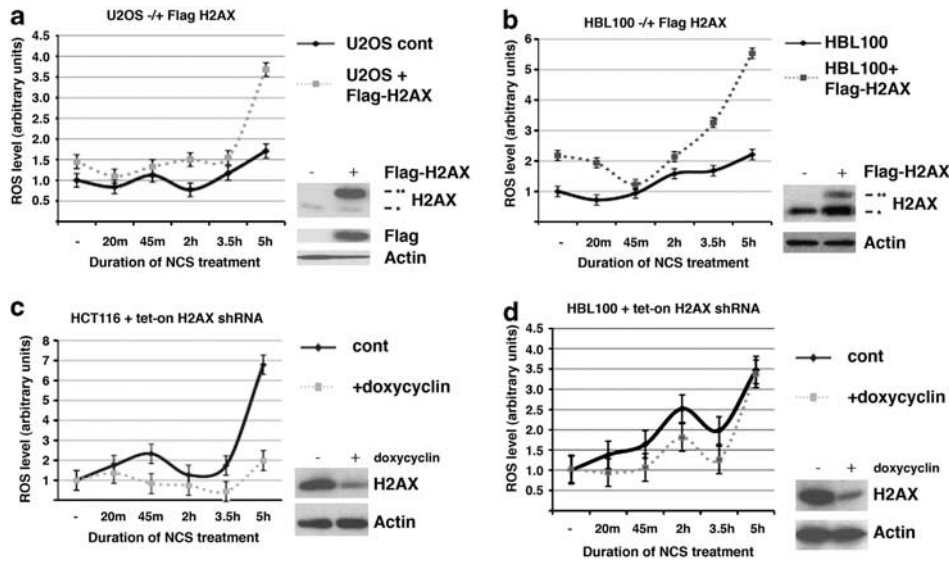 a
U2OS -/+ Flag H2AX
ROS level (arbitrary units)
4.5
4.0
3.5
3.0
2.5
2.0
1.5
1.0
0.5
- 20m 45m 2h 3.5h 5h
Duration of NCS treatment
U2OS cont
U2OS +
Flag-H2AX
- + Flag-H2AX
**
H2AX
*
Flag
Actin
b
HBL100 -/+ Flag H2AX
ROS level (arbitrary units)
6
5
4
3
2
1
- 20m 45m 2h 3.5h 5h
Duration of NCS treatment
HBL100
HBL100+
Flag-H2AX
- + Flag-H2AX
**
H2AX
*
Actin
c
HCT116 + tet-on H2AX shRNA
ROS level (arbitrary units)
8
7
6
5
4
2
1
- 20m 45m 2h 3.5h 5h
Duration of NCS treatment
cont
+doxycyclin
- + doxycyclin
H2AX
Actin
d
HBL100 + tet-on H2AX shRNA
ROS level (arbitrary units)
4.5
4.0
3.5
3.0
2.5
2.0
1.5
1.0
0.5
- 20m 45m 2h 3.5h 5h
Duration of NCS treatment
cont
+doxycyclin
- + doxycyclin
H2AX
Actin